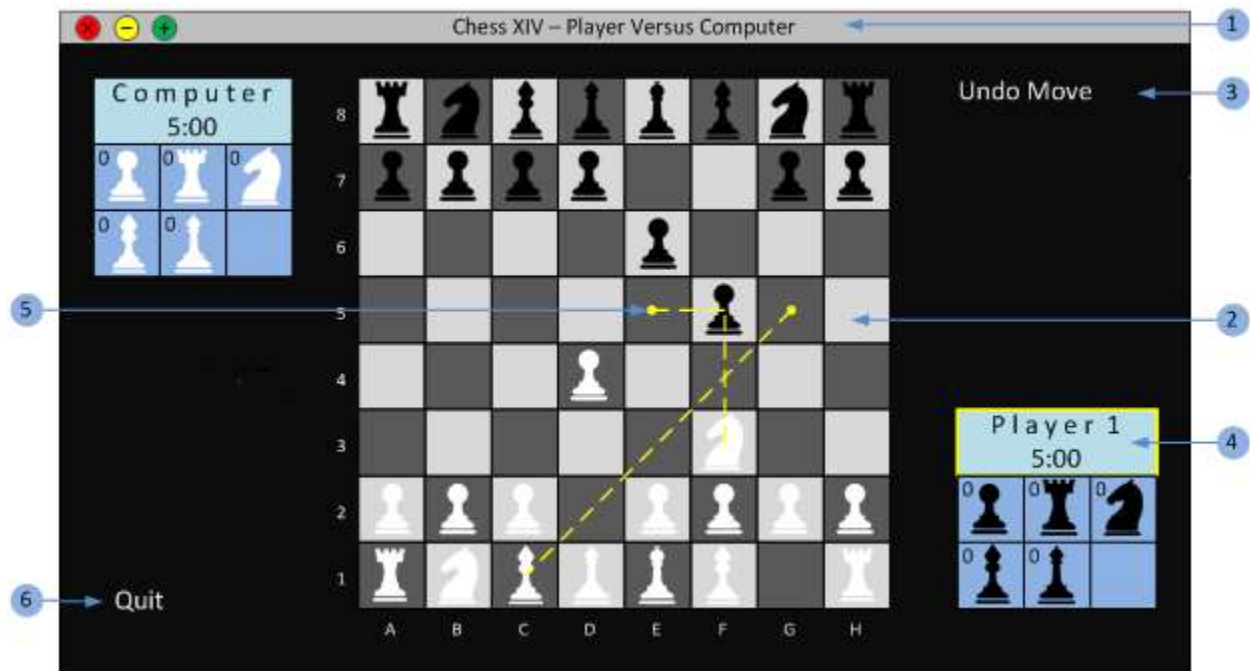 Chess XIV – Player Versus Computer
1
Computer
5:00
0 0 0
0 0
Undo Move
3
8
7
6
5
5
2
4
3
2
1
Player 1
5:00
4
0 0 0
0 0
6
Quit
A B C D E F G H